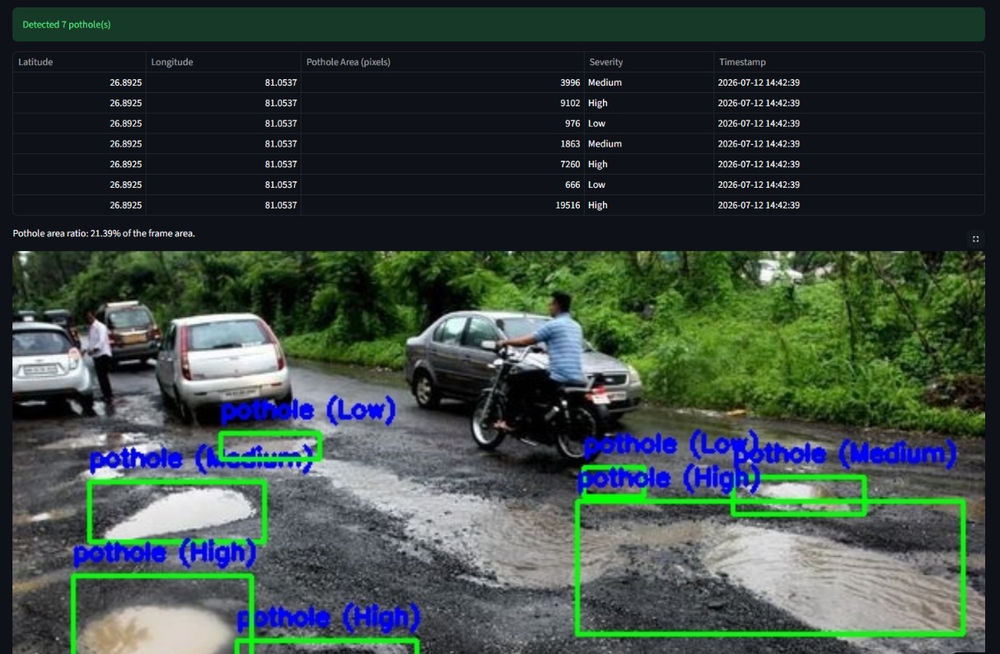 Detected 7 pothole(s)
Latitude Longitude Pothole Area (pixels) Severity Timestamp
26.8925 81.0537 3996 Medium 2026-07-12 14:42:39
26.8925 81.0537 9102 High 2026-07-12 14:42:39
26.8925 81.0537 976 Low 2026-07-12 14:42:39
26.8925 81.0537 1863 Medium 2026-07-12 14:42:39
26.8925 81.0537 7260 High 2026-07-12 14:42:39
26.8925 81.0537 666 Low 2026-07-12 14:42:39
26.8925 81.0537 19516 High 2026-07-12 14:42:39
Pothole area ratio: 21.39% of the frame area.
pothole (Low)
pothole (Low)
pothole (Medium)
pothole (Medium)
pothole (High)
pothole (High)
pothole (High)